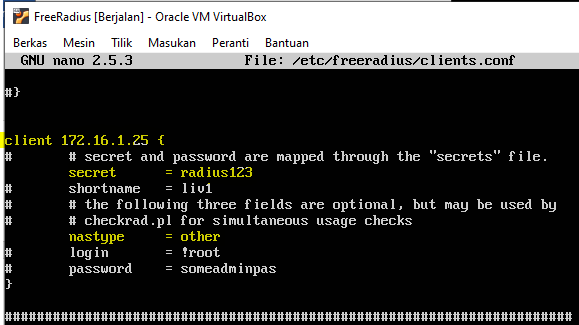 FreeRadius [Berjalan] - Oracle VM VirtualBox
Berkas Mesin Tilik Masukan Peranti Bantuan
GNU nano 2.5.3 File: /etc/freeradius/clients.conf
#}
client 172.16.1.25 {
# # secret and password are mapped through the "secrets" file.
secret = radius123
# shortname = liv1
# # the following three fields are optional, but may be used by
# # checkrad.pl for simultaneous usage checks
nastype = other
# login = !root
# password = someadminpas
}
########################################################################